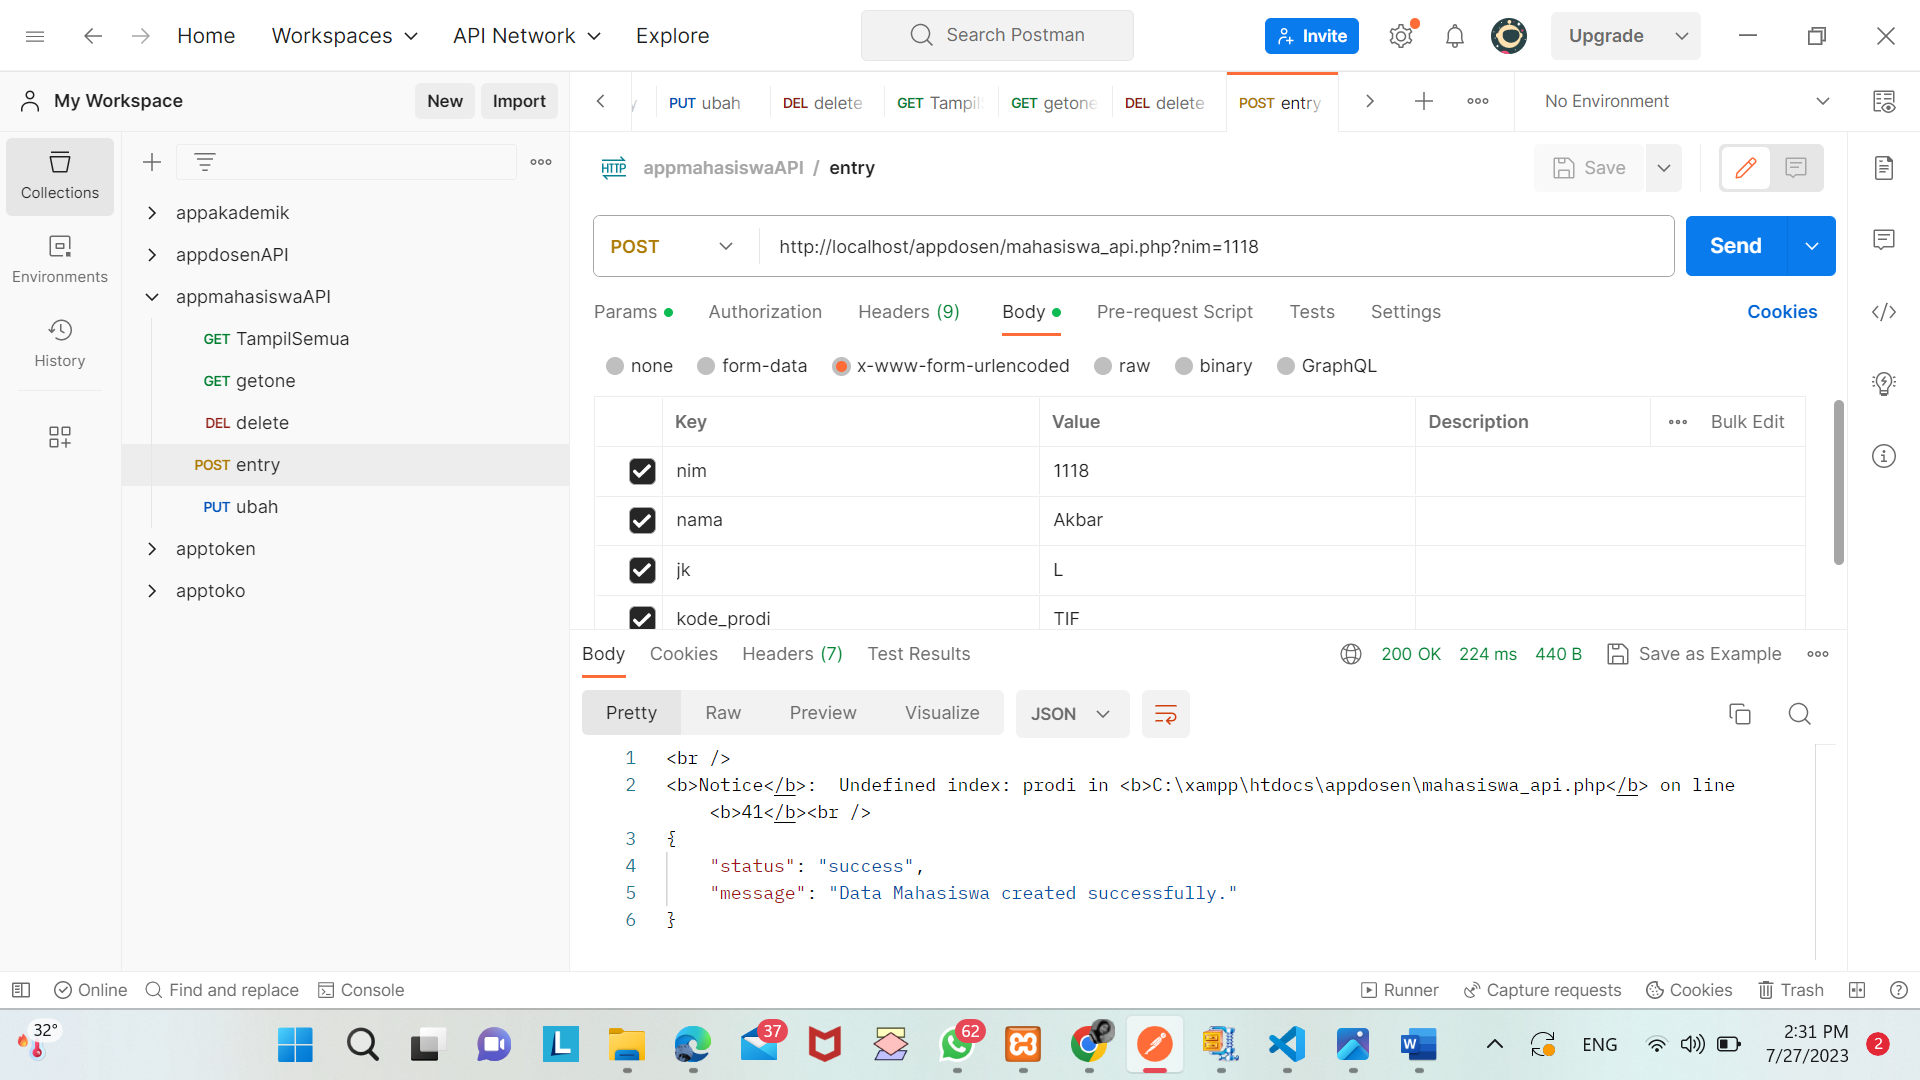 Home
Workspaces
API Network
Explore
Search Postman
Invite
Upgrade
My Workspace
New
Import
PUT ubah
DEL delete
GET Tampil
GET getone
DEL delete
POST entry
No Environment
Collections
Environments
History
appakademik
appdosenAPI
appmahasiswaAPI
GET TampilSemua
GET getone
DEL delete
POST entry
PUT ubah
apptoken
apptoko
HTTP
appmahasiswaAPI / entry
Save
POST
http://localhost/appdosen/mahasiswa_api.php?nim=1118
Send
Params
Authorization
Headers (9)
Body
Pre-request Script
Tests
Settings
Cookies
none
form-data
x-www-form-urlencoded
raw
binary
GraphQL
Key Value Description Bulk Edit
nim 1118
nama Akbar
jk L
kode_prodi TIF
Body
Cookies
Headers (7)
Test Results
200 OK 224 ms 440 B
Save as Example
Pretty
Raw
Preview
Visualize
JSON
1 <br />
2 <b>Notice</b>:  Undefined index: prodi in <b>C:\xampp\htdocs\appdosen\mahasiswa_api.php</b> on line
<b>41</b><br />
3 {
4 "status": "success",
5 "message": "Data Mahasiswa created successfully."
6 }
Online
Find and replace
Console
Runner
Capture requests
Cookies
Trash
32°
L
37
62
W
ENG
2:31 PM
7/27/2023
2